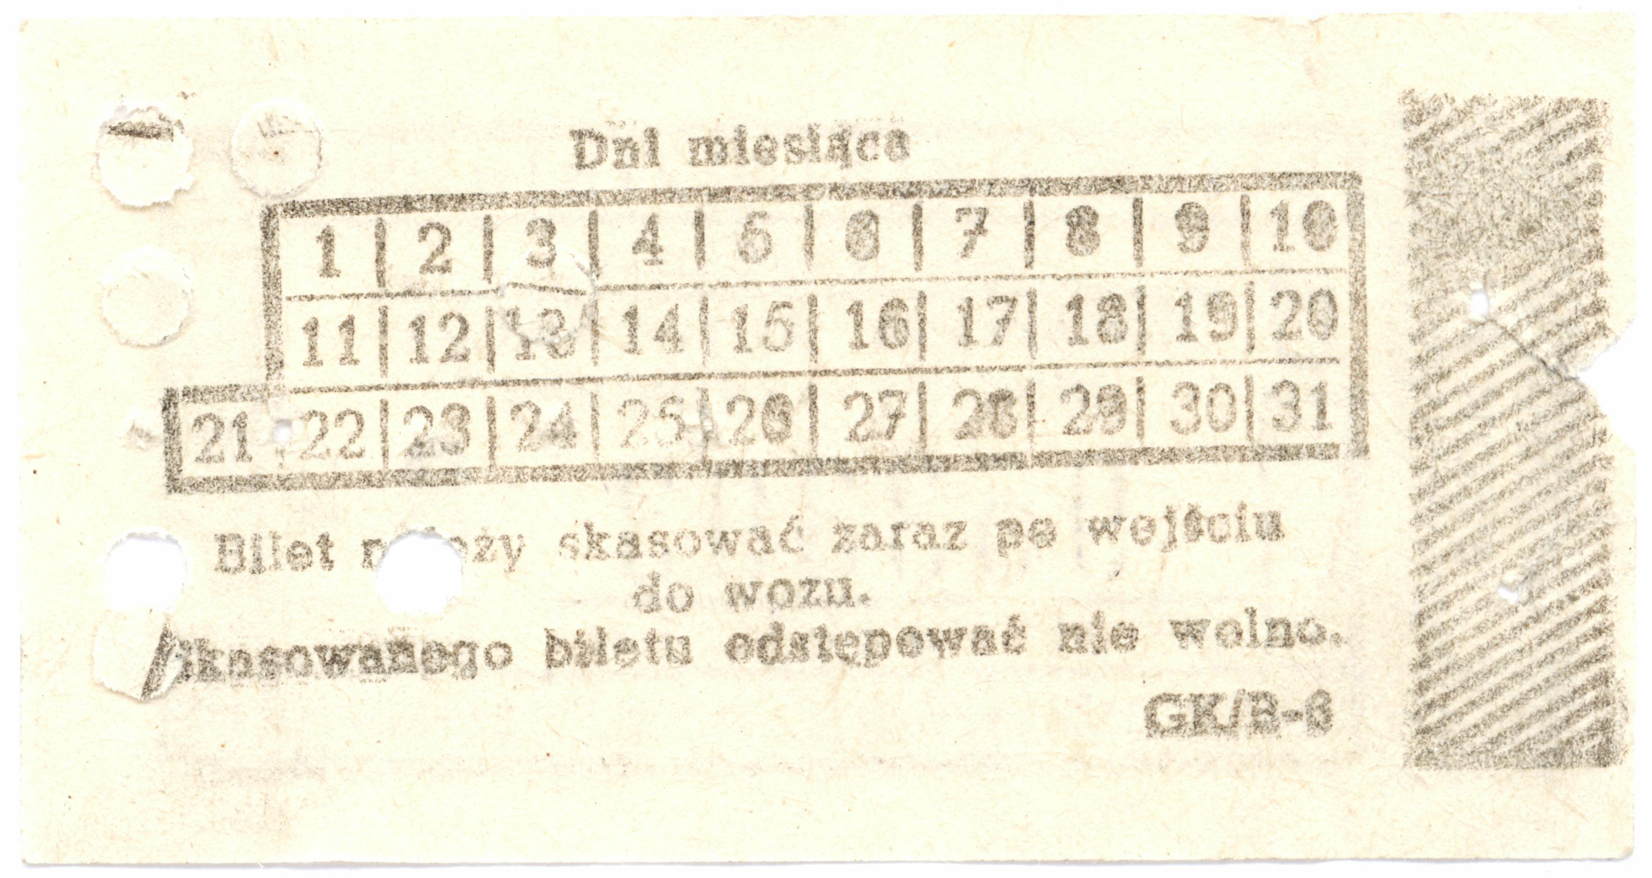 Dni miesiąca
1 2 3 4 5 6 7 8 9 10
11 12 13 14 15 16 17 18 19 20
21 22 23 24 25 26 27 28 29 30 31
Bilet należy skasować zaraz po wejściu
do wozu.
Skasowanego biletu odstępować nie wolno.
GK/B-6